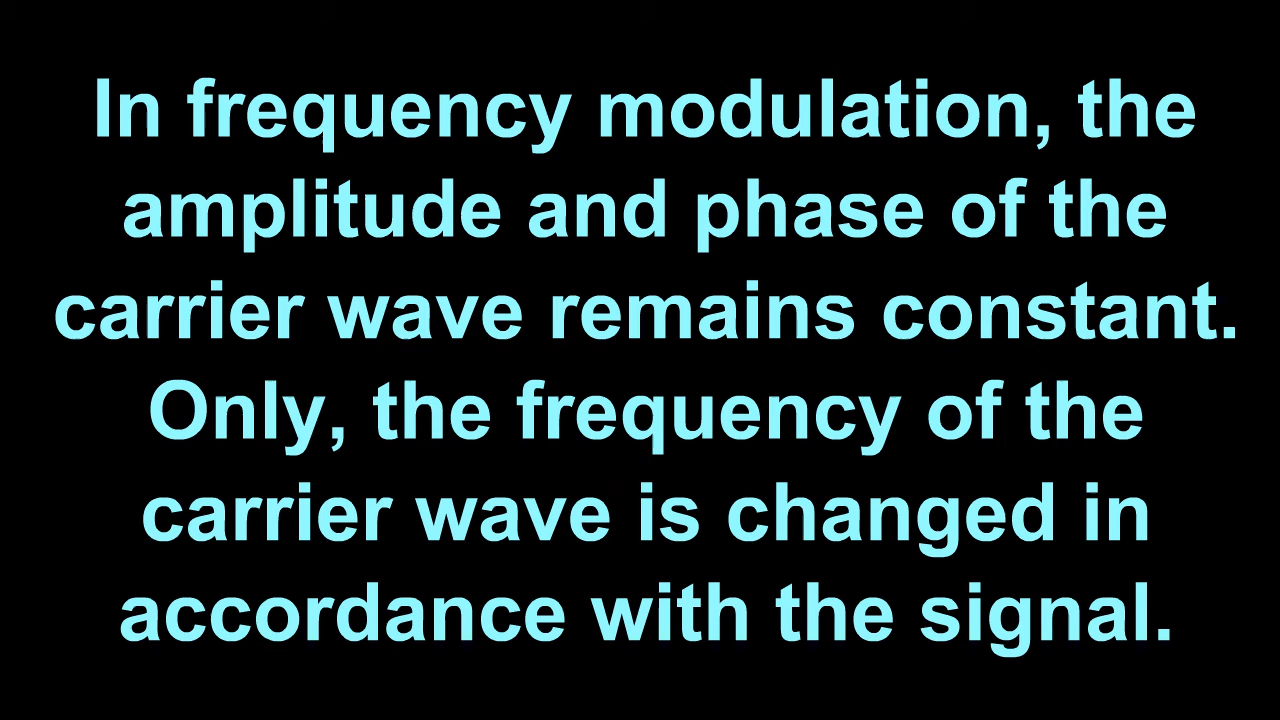 In frequency modulation, the
amplitude and phase of the
carrier wave remains constant.
Only, the frequency of the
carrier wave is changed in
accordance with the signal.